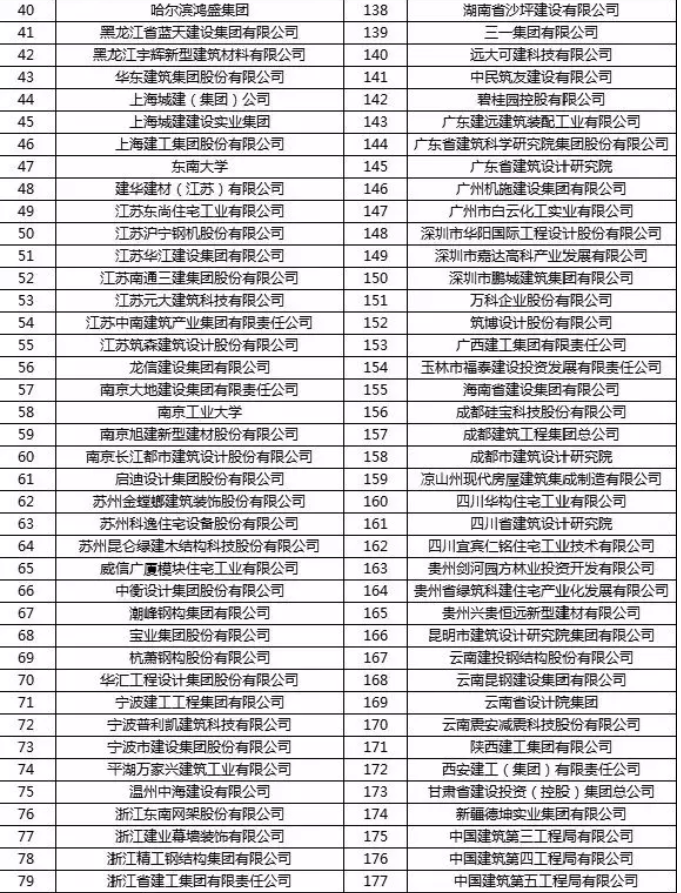 40 哈尔滨鸿盛集团 138 湖南省沙坪建设有限公司
41 黑龙江省蓝天建设集团有限公司 139 三一集团有限公司
42 黑龙江宇辉新型建筑材料有限公司 140 远大可建科技有限公司
43 华东建筑集团股份有限公司 141 中民筑友建设有限公司
44 上海城建（集团）公司 142 碧桂园控股有限公司
45 上海城建建设实业集团 143 广东建远建筑装配工业有限公司
46 上海建工集团股份有限公司 144 广东省建筑科学研究院集团股份有限公司
47 东南大学 145 广东省建筑设计研究院
48 建华建材（江苏）有限公司 146 广州机施建设集团有限公司
49 江苏东尚住宅工业有限公司 147 广州市白云化工实业有限公司
50 江苏沪宁钢机股份有限公司 148 深圳市华阳国际工程设计股份有限公司
51 江苏华江建设集团有限公司 149 深圳市嘉达高科产业发展有限公司
52 江苏南通三建集团股份有限公司 150 深圳市鹏城建筑集团有限公司
53 江苏元大建筑科技有限公司 151 万科企业股份有限公司
54 江苏中南建筑产业集团有限责任公司 152 筑博设计股份有限公司
55 江苏筑森建筑设计股份有限公司 153 广西建工集团有限责任公司
56 龙信建设集团有限公司 154 玉林市福泰建设投资发展有限责任公司
57 南京大地建设集团有限责任公司 155 海南省建设集团有限公司
58 南京工业大学 156 成都硅宝科技股份有限公司
59 南京旭建新型建材股份有限公司 157 成都建筑工程集团总公司
60 南京长江都市建筑设计股份有限公司 158 成都市建筑设计研究院
61 启迪设计集团股份有限公司 159 凉山州现代房屋建筑集成制造有限公司
62 苏州金螳螂建筑装饰股份有限公司 160 四川华构住宅工业有限公司
63 苏州科逸住宅设备股份有限公司 161 四川省建筑设计研究院
64 苏州昆仑绿建木结构科技股份有限公司 162 四川宜宾仁铭住宅工业技术有限公司
65 威信广厦模块住宅工业有限公司 163 贵州剑河园方林业投资开发有限公司
66 中衡设计集团股份有限公司 164 贵州省绿筑科建住宅产业化发展有限公司
67 潮峰钢构集团有限公司 165 贵州兴贵恒远新型建材有限公司
68 宝业集团股份有限公司 166 昆明市建筑设计研究院集团有限公司
69 杭萧钢构股份有限公司 167 云南建投钢结构股份有限公司
70 华汇工程设计集团股份有限公司 168 云南昆钢建设集团有限公司
71 宁波建工工程集团有限公司 169 云南省设计院集团
72 宁波普利凯建筑科技有限公司 170 云南震安减震科技股份有限公司
73 宁波市建设集团股份有限公司 171 陕西建工集团有限公司
74 平湖万家兴建筑工业有限公司 172 西安建工（集团）有限责任公司
75 温州中海建设有限公司 173 甘肃省建设投资（控股）集团总公司
76 浙江东南网架股份有限公司 174 新疆德坤实业集团有限公司
77 浙江建业幕墙装饰有限公司 175 中国建筑第三工程局有限公司
78 浙江精工钢结构集团有限公司 176 中国建筑第四工程局有限公司
79 浙江省建工集团有限责任公司 177 中国建筑第五工程局有限公司